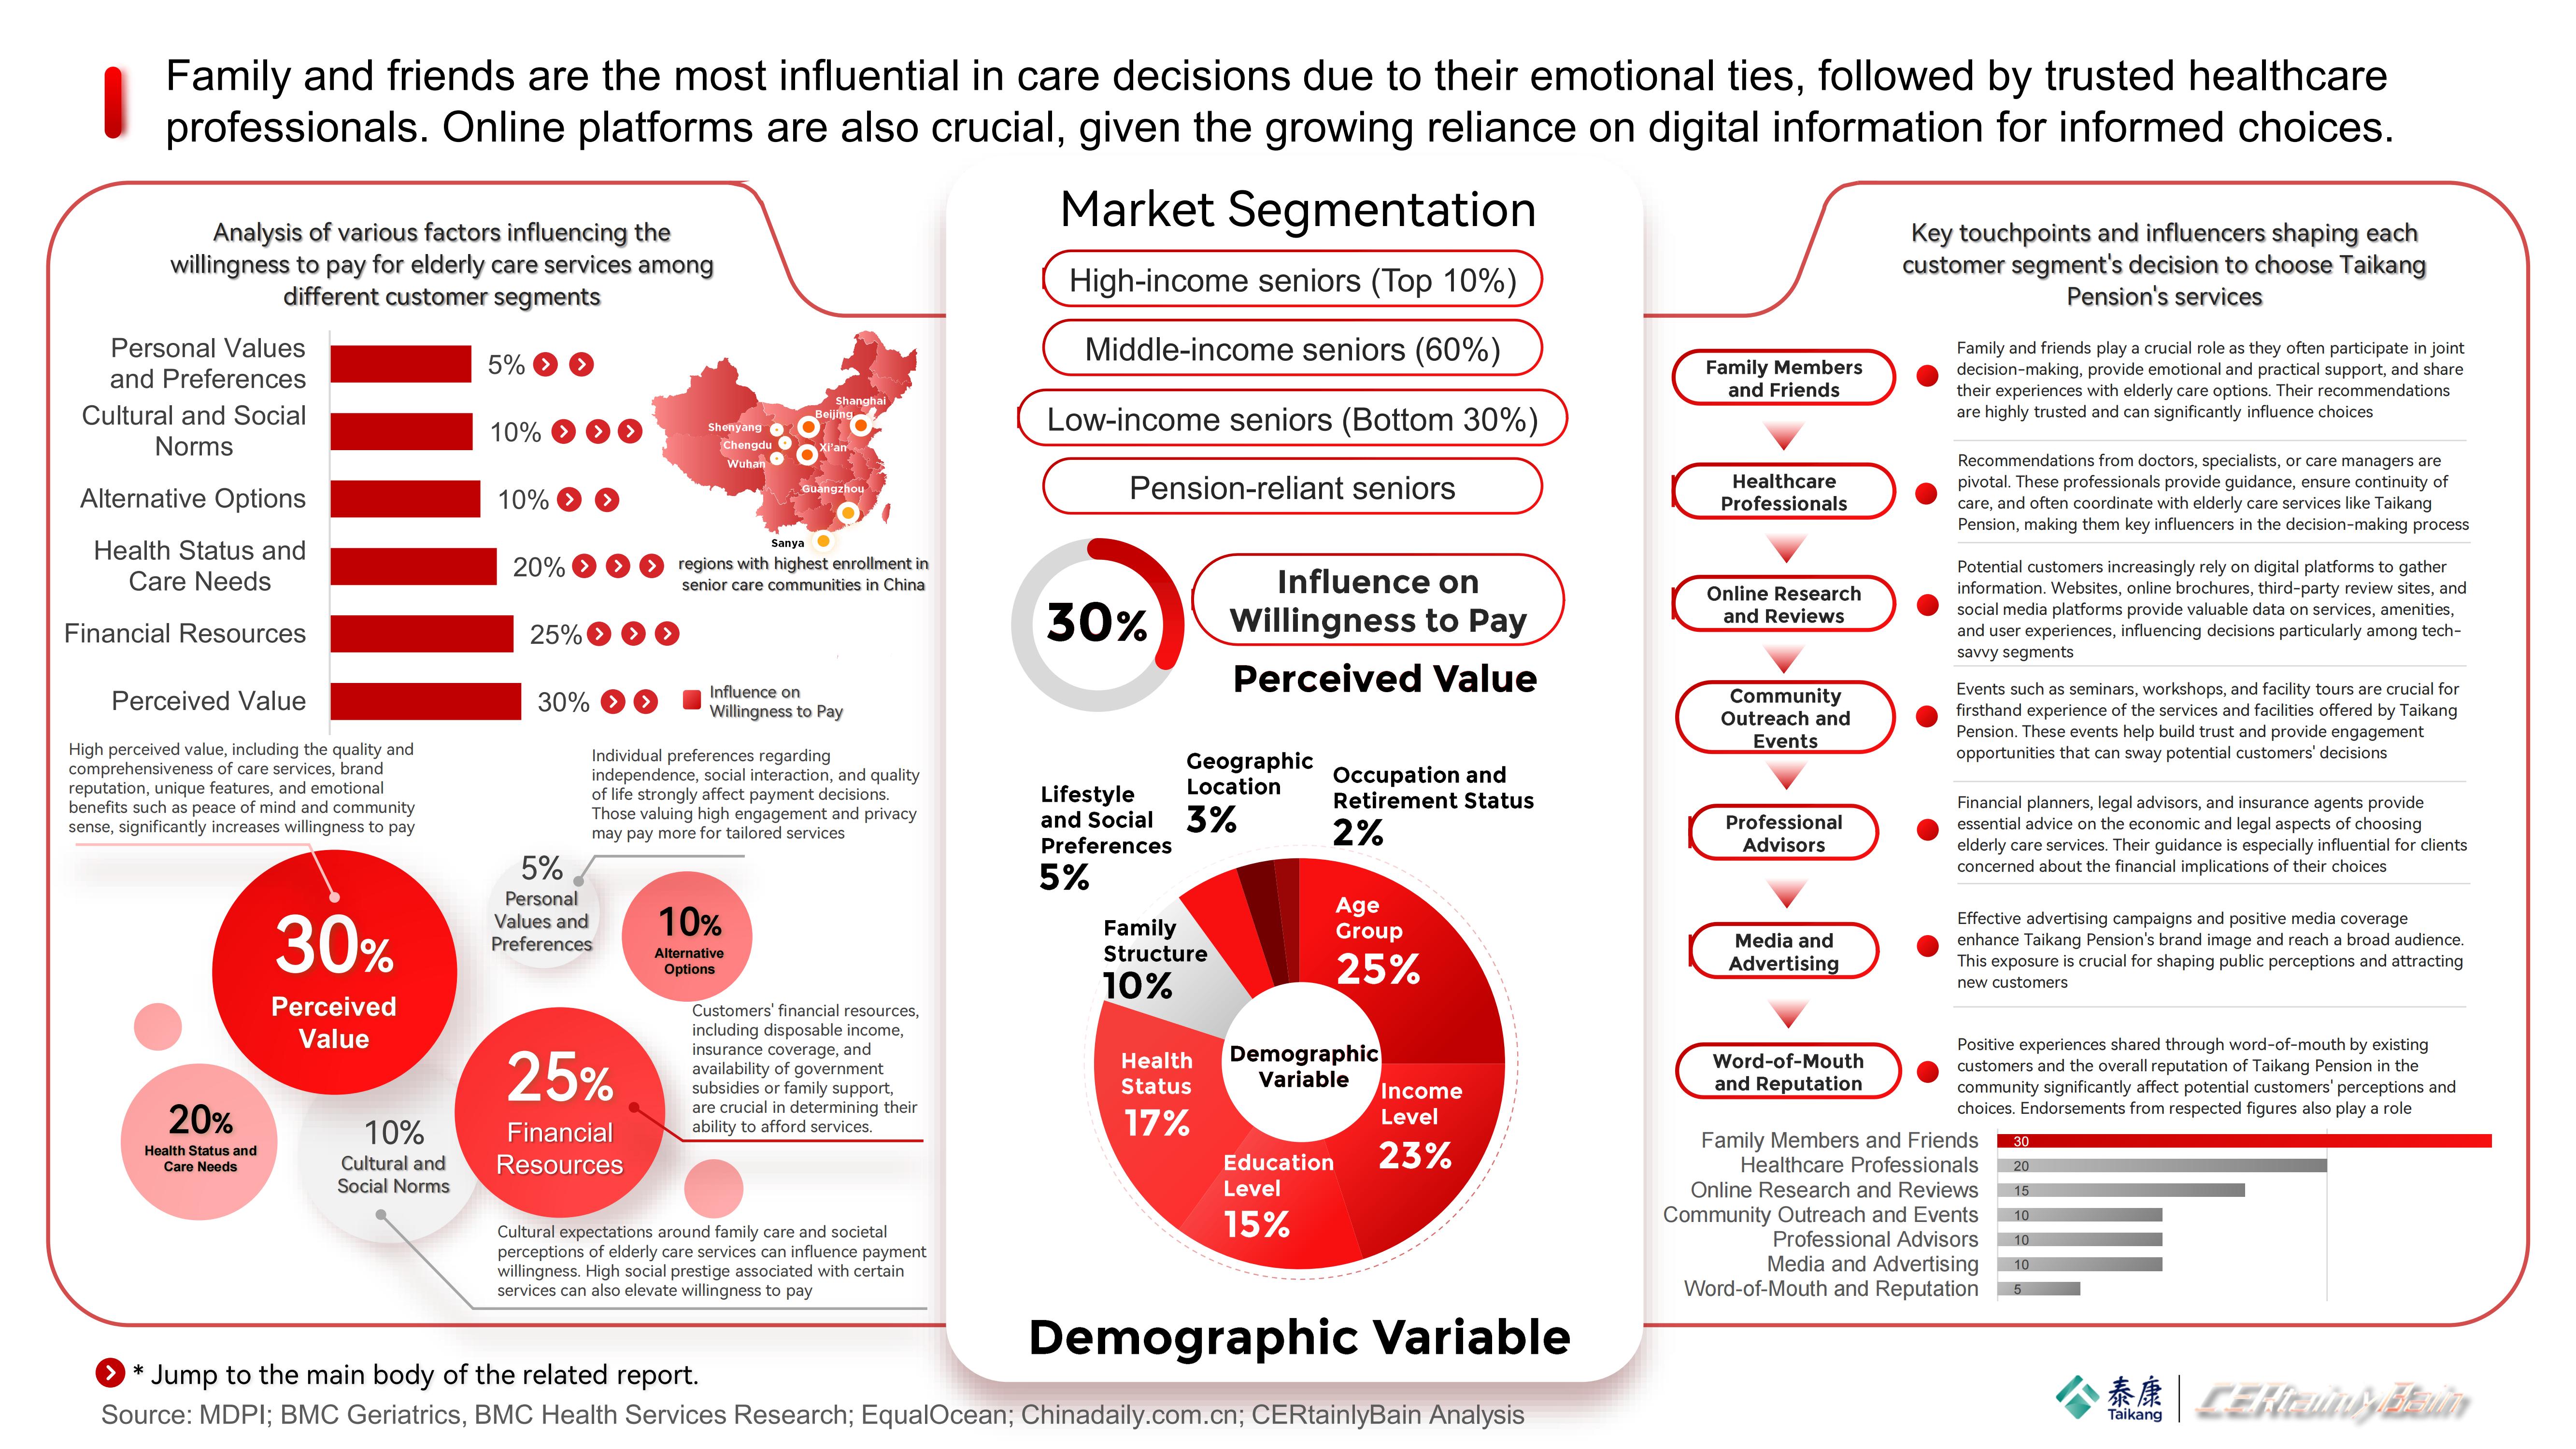 Family and friends are the most influential in care decisions due to their emotional ties, followed by trusted healthcare
professionals. Online platforms are also crucial, given the growing reliance on digital information for informed choices.
Analysis of various factors influencing the
willingness to pay for elderly care services among
different customer segments
Personal Values
and Preferences
5%
Cultural and Social
Norms
10%
Alternative Options
10%
Health Status and
Care Needs
20%
Financial Resources
25%
Perceived Value
30%
Influence on
Willingness to Pay
Shanghai
Beijing
Shenyang
Chengdu
Xi'an
Wuhan
Guangzhou
Sanya
regions with highest enrollment in
senior care communities in China
High perceived value, including the quality and
comprehensiveness of care services, brand
reputation, unique features, and emotional
benefits such as peace of mind and community
sense, significantly increases willingness to pay
Individual preferences regarding
independence, social interaction, and quality
of life strongly affect payment decisions.
Those valuing high engagement and privacy
may pay more for tailored services
30%
Perceived
Value
5%
Personal
Values and
Preferences
10%
Alternative
Options
20%
Health Status and
Care Needs
10%
Cultural and
Social Norms
25%
Financial
Resources
Customers' financial resources,
including disposable income,
insurance coverage, and
availability of government
subsidies or family support,
are crucial in determining their
ability to afford services.
Cultural expectations around family care and societal
perceptions of elderly care services can influence payment
willingness. High social prestige associated with certain
services can also elevate willingness to pay
Market Segmentation
High-income seniors (Top 10%)
Middle-income seniors (60%)
Low-income seniors (Bottom 30%)
Pension-reliant seniors
30%
Influence on
Willingness to Pay
Perceived Value
Lifestyle
and Social
Preferences
5%
Geographic
Location
3%
Occupation and
Retirement Status
2%
Family
Structure
10%
Age
Group
25%
Health
Status
17%
Demographic
Variable
Income
Level
23%
Education
Level
15%
Demographic Variable
Key touchpoints and influencers shaping each
customer segment's decision to choose Taikang
Pension's services
Family Members
and Friends
Family and friends play a crucial role as they often participate in joint
decision-making, provide emotional and practical support, and share
their experiences with elderly care options. Their recommendations
are highly trusted and can significantly influence choices
Healthcare
Professionals
Recommendations from doctors, specialists, or care managers are
pivotal. These professionals provide guidance, ensure continuity of
care, and often coordinate with elderly care services like Taikang
Pension, making them key influencers in the decision-making process
Online Research
and Reviews
Potential customers increasingly rely on digital platforms to gather
information. Websites, online brochures, third-party review sites, and
social media platforms provide valuable data on services, amenities,
and user experiences, influencing decisions particularly among tech-
savvy segments
Community
Outreach and
Events
Events such as seminars, workshops, and facility tours are crucial for
firsthand experience of the services and facilities offered by Taikang
Pension. These events help build trust and provide engagement
opportunities that can sway potential customers' decisions
Professional
Advisors
Financial planners, legal advisors, and insurance agents provide
essential advice on the economic and legal aspects of choosing
elderly care services. Their guidance is especially influential for clients
concerned about the financial implications of their choices
Media and
Advertising
Effective advertising campaigns and positive media coverage
enhance Taikang Pension's brand image and reach a broad audience.
This exposure is crucial for shaping public perceptions and attracting
new customers
Word-of-Mouth
and Reputation
Positive experiences shared through word-of-mouth by existing
customers and the overall reputation of Taikang Pension in the
community significantly affect potential customers' perceptions and
choices. Endorsements from respected figures also play a role
Family Members and Friends 30
Healthcare Professionals 20
Online Research and Reviews 15
Community Outreach and Events 10
Professional Advisors 10
Media and Advertising 10
Word-of-Mouth and Reputation 5
* Jump to the main body of the related report.
Source: MDPI; BMC Geriatrics, BMC Health Services Research; EqualOcean; Chinadaily.com.cn; CERtainlyBain Analysis
泰康
Taikang
CERtainlyBain